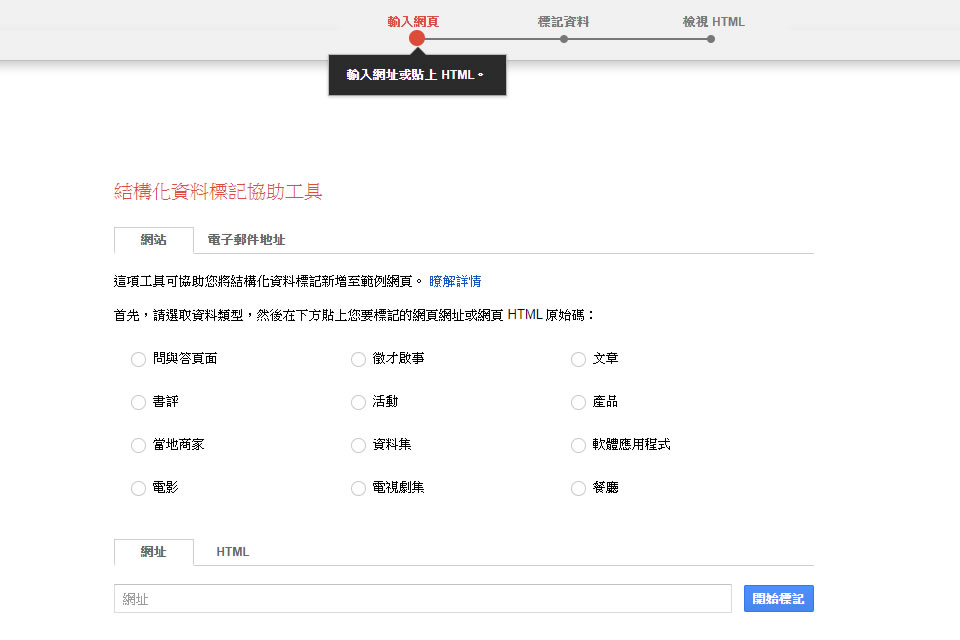 輸入網頁 標記資料 檢視 HTML
輸入網址或貼上 HTML。
結構化資料標記協助工具
網站 電子郵件地址
這項工具可協助您將結構化資料標記新增至範例網頁。 瞭解詳情
首先，請選取資料類型，然後在下方貼上您要標記的網頁網址或網頁 HTML 原始碼：
問與答頁面 徵才啟事 文章
書評 活動 產品
當地商家 資料集 軟體應用程式
電影 電視劇集 餐廳
網址 HTML
網址 開始標記